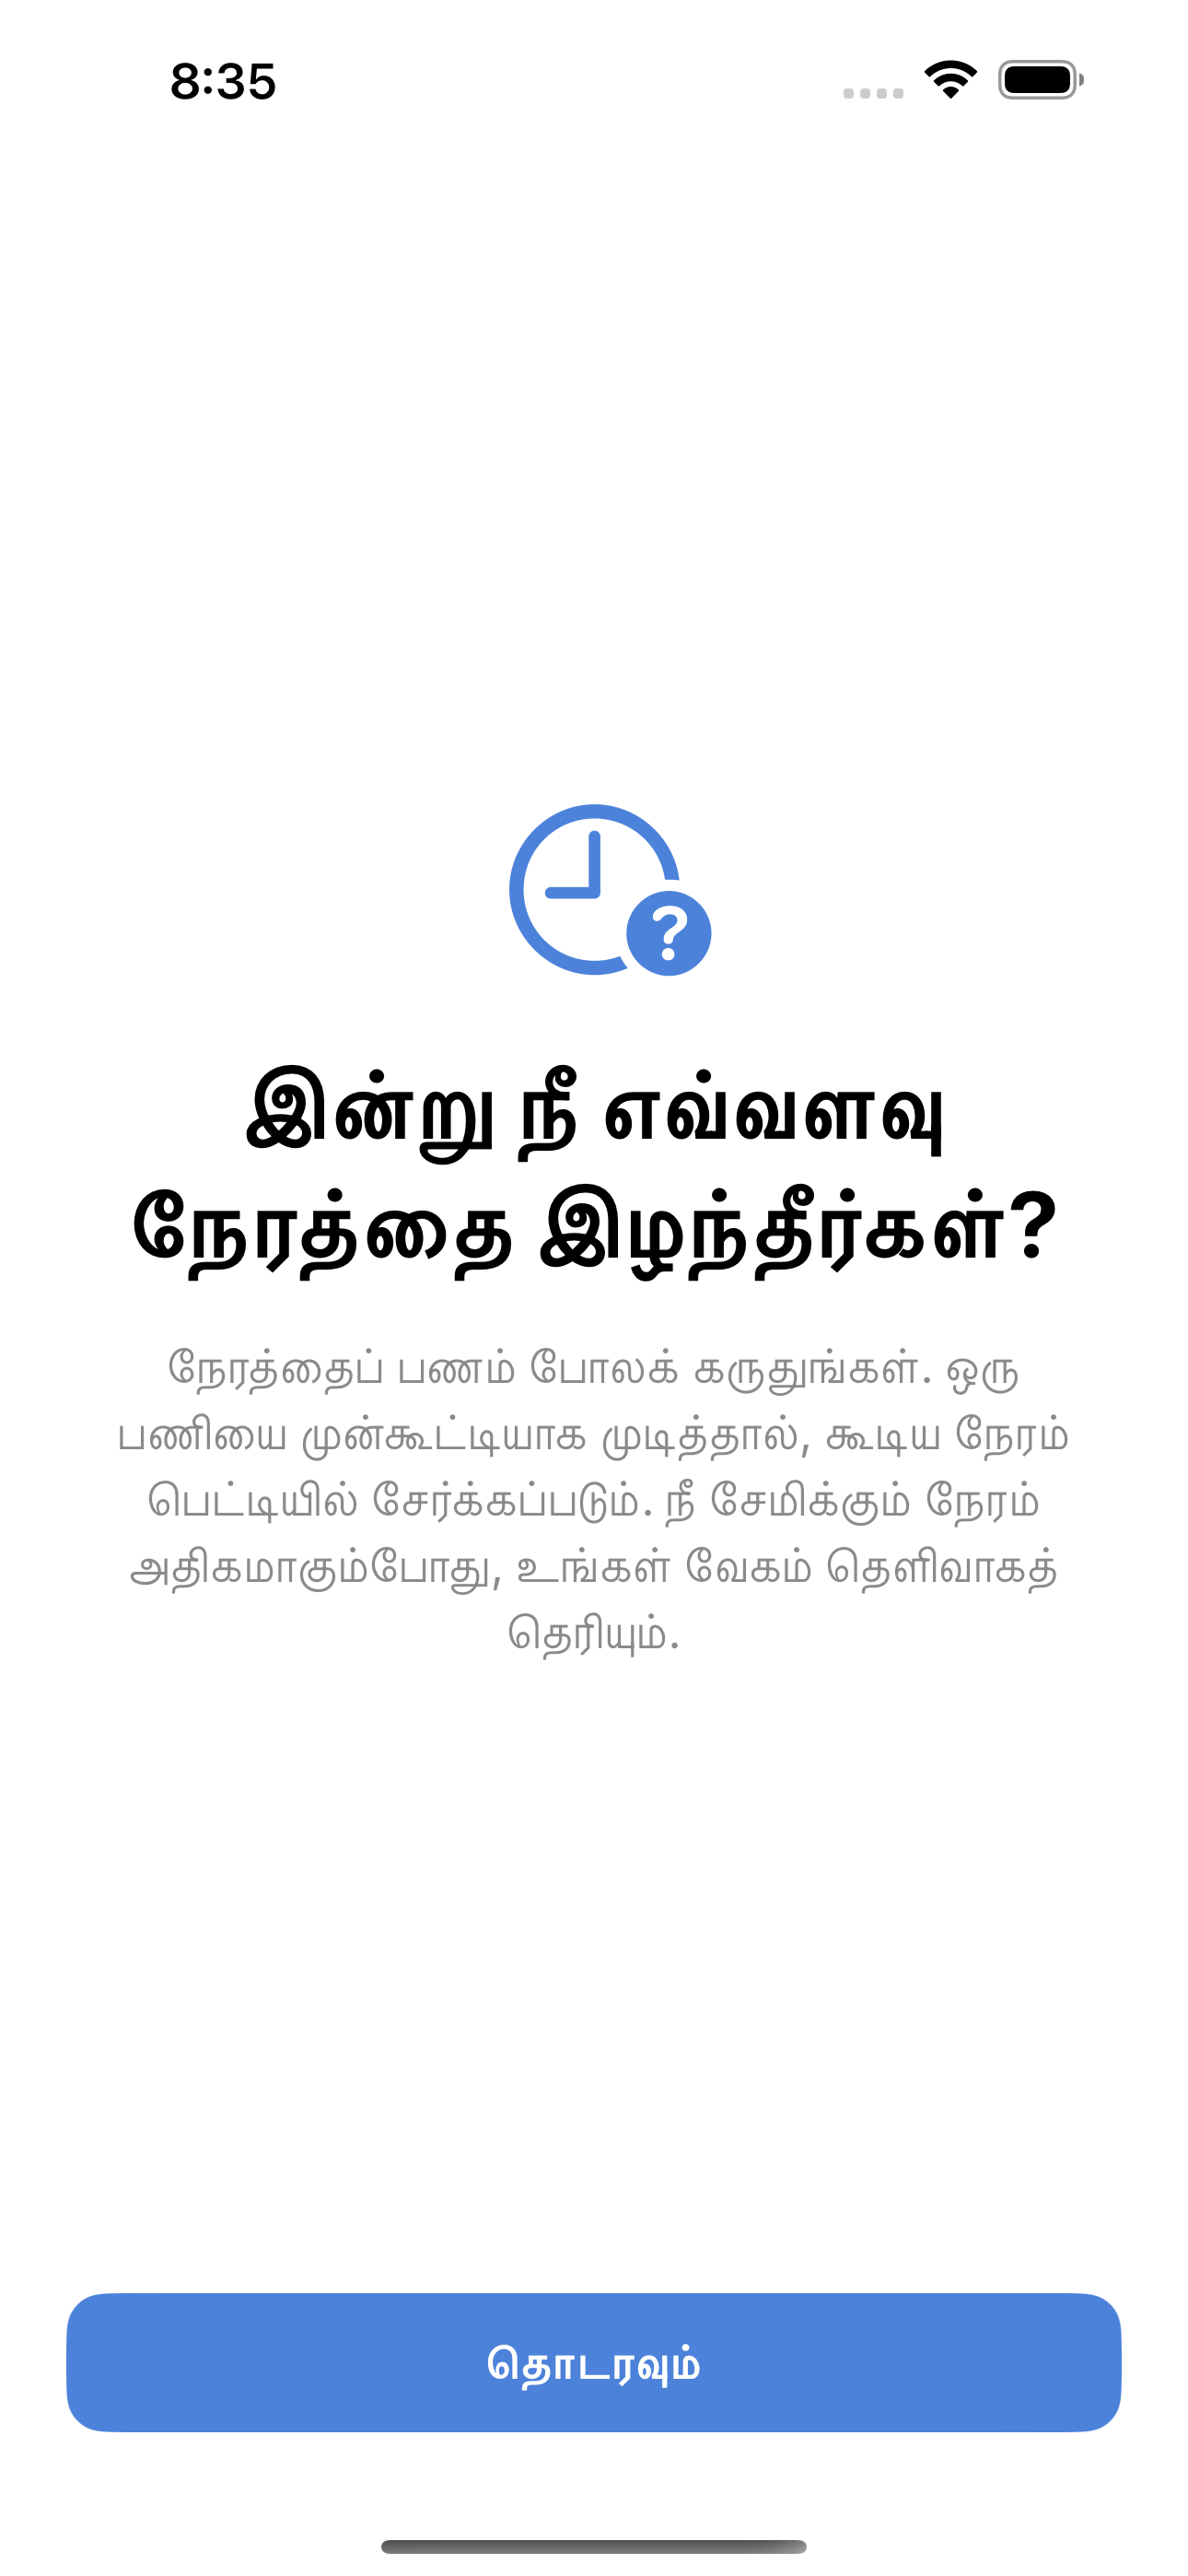 8:35
?
இன்று நீ எவ்வளவு
நேரத்தை இழந்தீர்கள்?
நேரத்தைப் பணம் போலக் கருதுங்கள். ஒரு
பணியை முன்கூட்டியாக முடித்தால், கூடிய நேரம்
பெட்டியில் சேர்க்கப்படும். நீ சேமிக்கும் நேரம்
அதிகமாகும்போது, உங்கள் வேகம் தெளிவாகத்
தெரியும்.
தொடரவும்